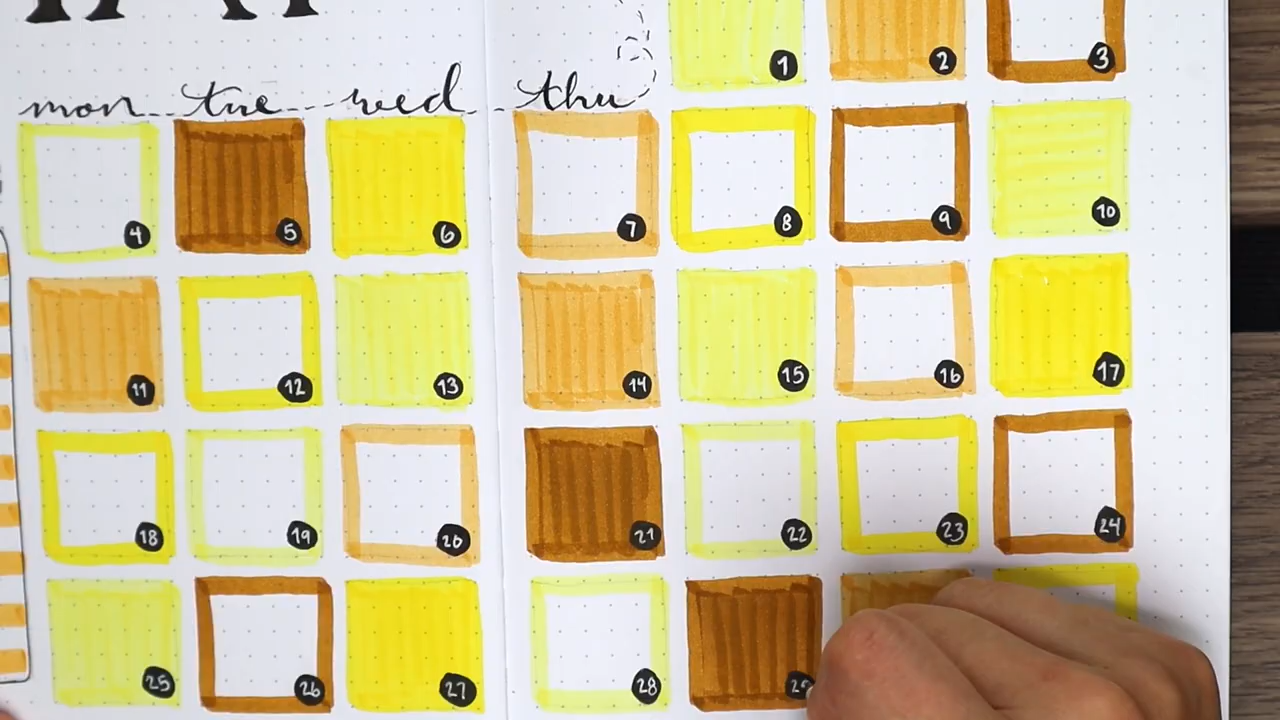 1 2 3
mon tue wed thu
4 5 6 7 8 9 10
11 12 13 14 15 16 17
18 19 20 21 22 23 24
25 26 27 28